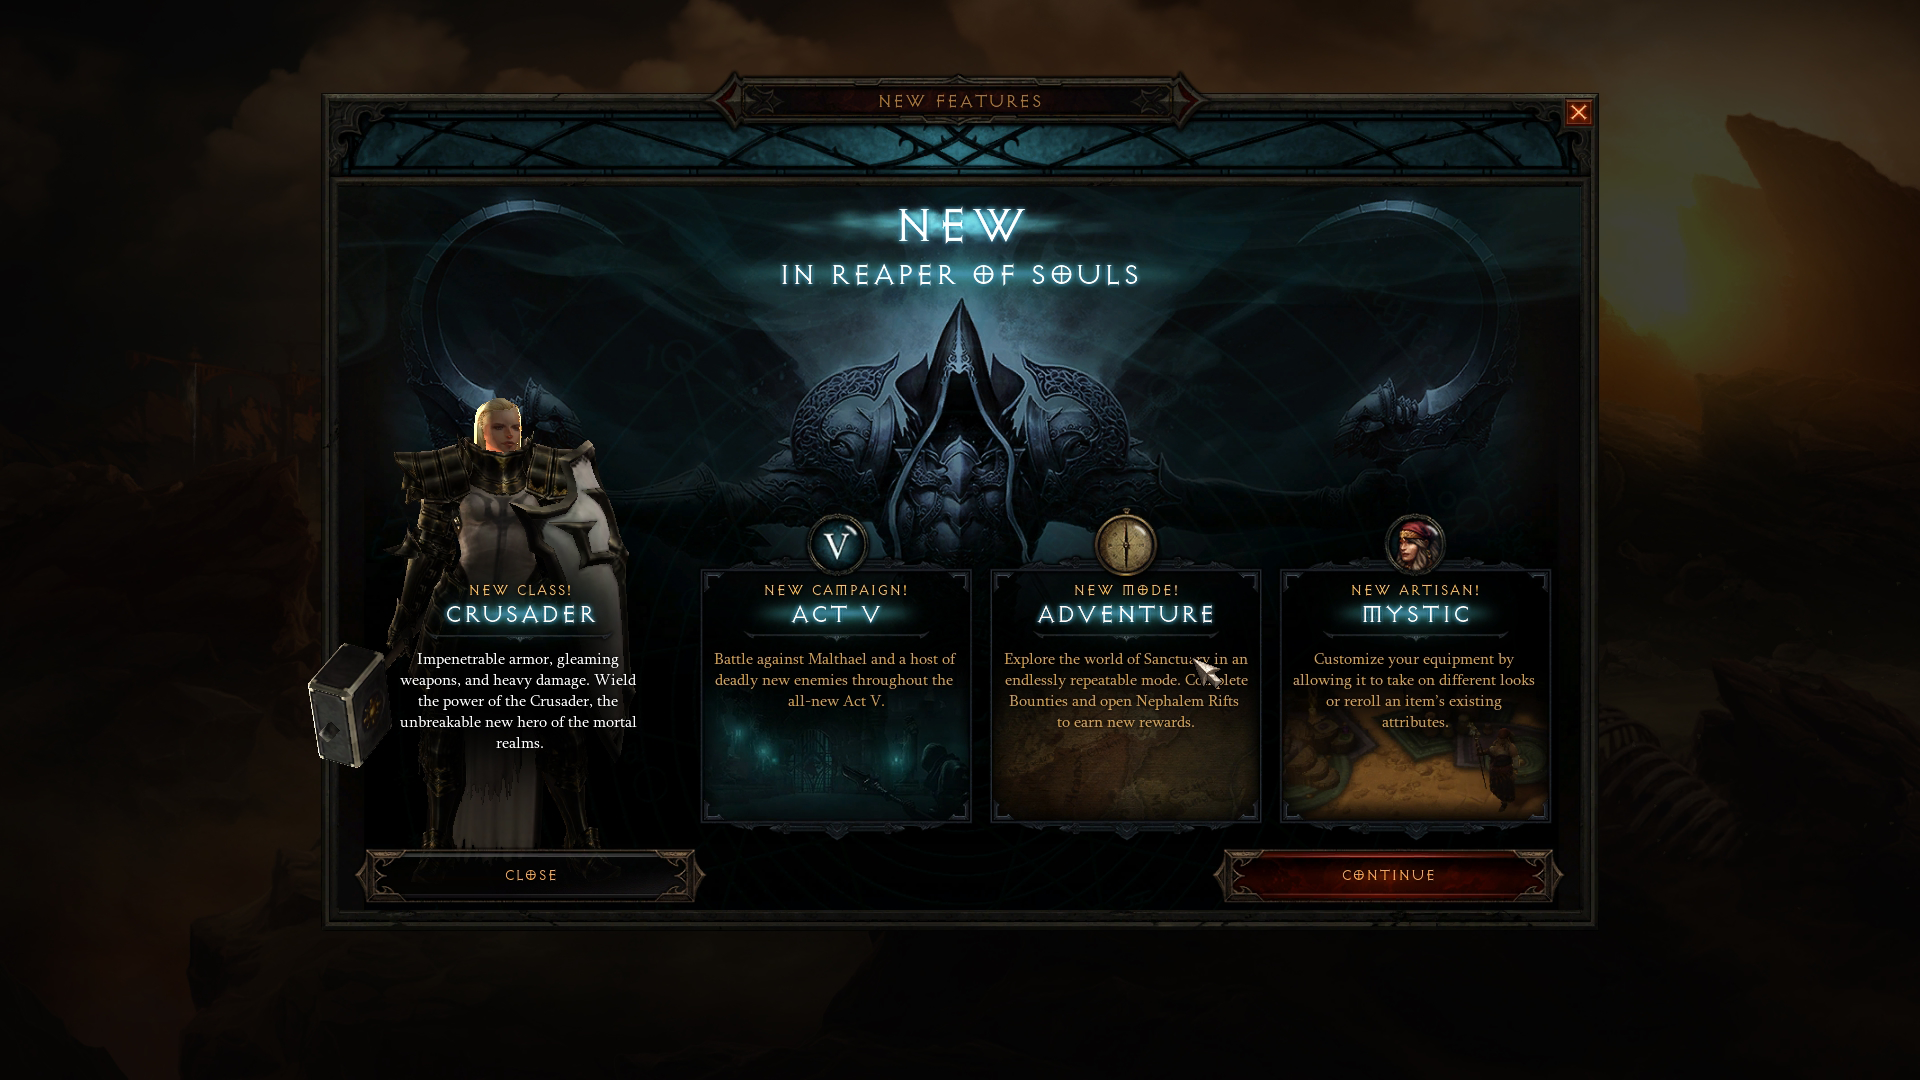 NEW FEATURES
NEW
IN REAPER OF SOULS
V
NEW CLASS!
CRUSADER
Impenetrable armor, gleaming
weapons, and heavy damage. Wield
the power of the Crusader, the
unbreakable new hero of the mortal
realms.
NEW CAMPAIGN!
ACT V
Battle against Malthael and a host of
deadly new enemies throughout the
all-new Act V.
NEW MODE!
ADVENTURE
Explore the world of Sanctuary in an
endlessly repeatable mode. Complete
Bounties and open Nephalem Rifts
to earn new rewards.
NEW ARTISAN!
MYSTIC
Customize your equipment by
allowing it to take on different looks
or reroll an item's existing
attributes.
CLOSE
CONTINUE